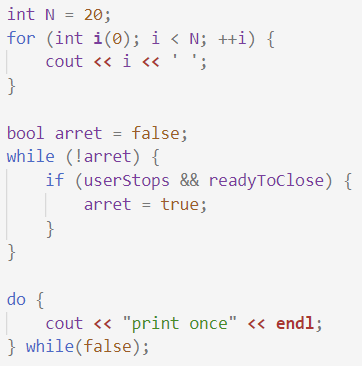 int N = 20;
for (int i(0); i < N; ++i) {
    cout << i << ' ';
}

bool arret = false;
while (!arret) {
    if (userStops && readyToClose) {
        arret = true;
    }
}

do {
    cout << "print once" << endl;
} while(false);